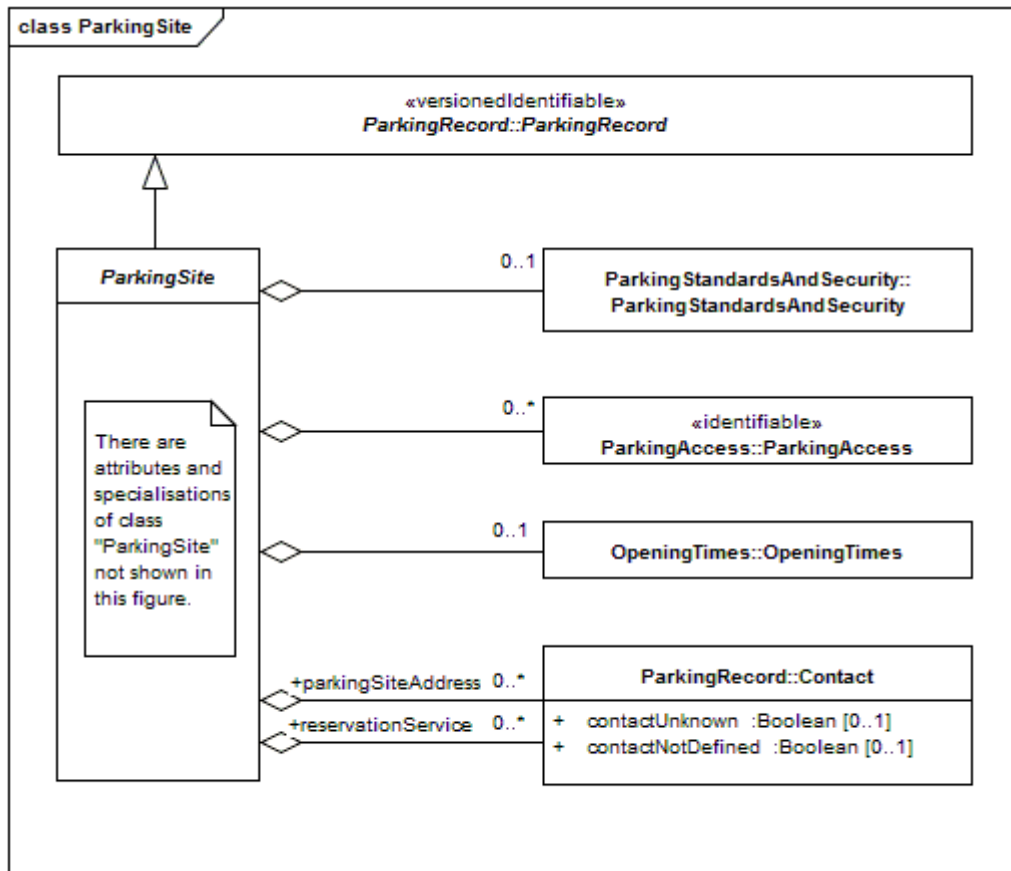 class ParkingSite
«versionedIdentifiable»
ParkingRecord::ParkingRecord
ParkingSite
0..1
ParkingStandardsAndSecurity::
ParkingStandardsAndSecurity
There are
attributes and
specialisations
of class
"ParkingSite"
not shown in
this figure.
0..*
«identifiable»
ParkingAccess::ParkingAccess
0..1
OpeningTimes::OpeningTimes
+parkingSiteAddress 0..*
+reservationService 0..*
ParkingRecord::Contact
+ contactUnknown :Boolean [0..1]
+ contactNotDefined :Boolean [0..1]